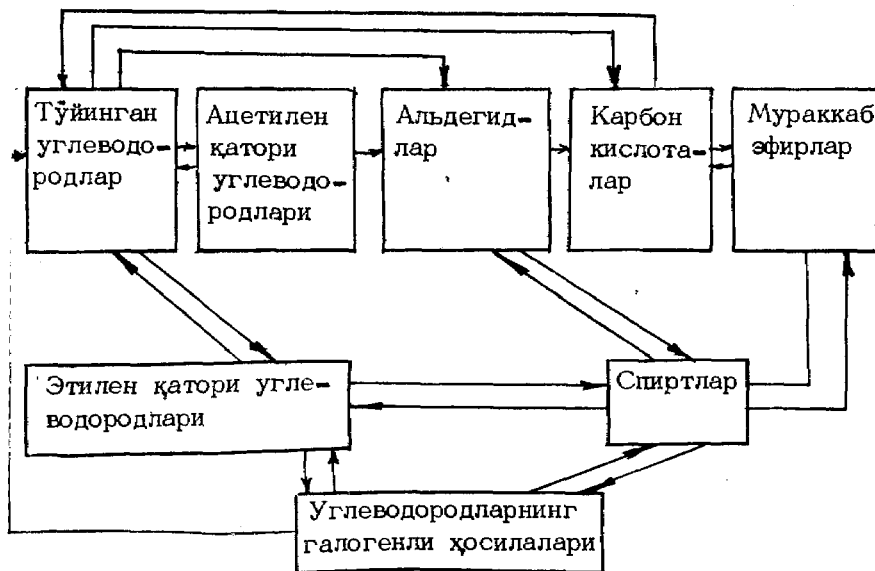 Тўйинган
углеводо-
родлар
Ацетилен
қатори
углеводо-
родлари
Альдегид-
лар
Карбон
кислота-
лар
Мураккаб
эфирлар
Этилен қатори угле-
водородлари
Спиртлар
Углеводородларнинг
галогенли ҳосилалари